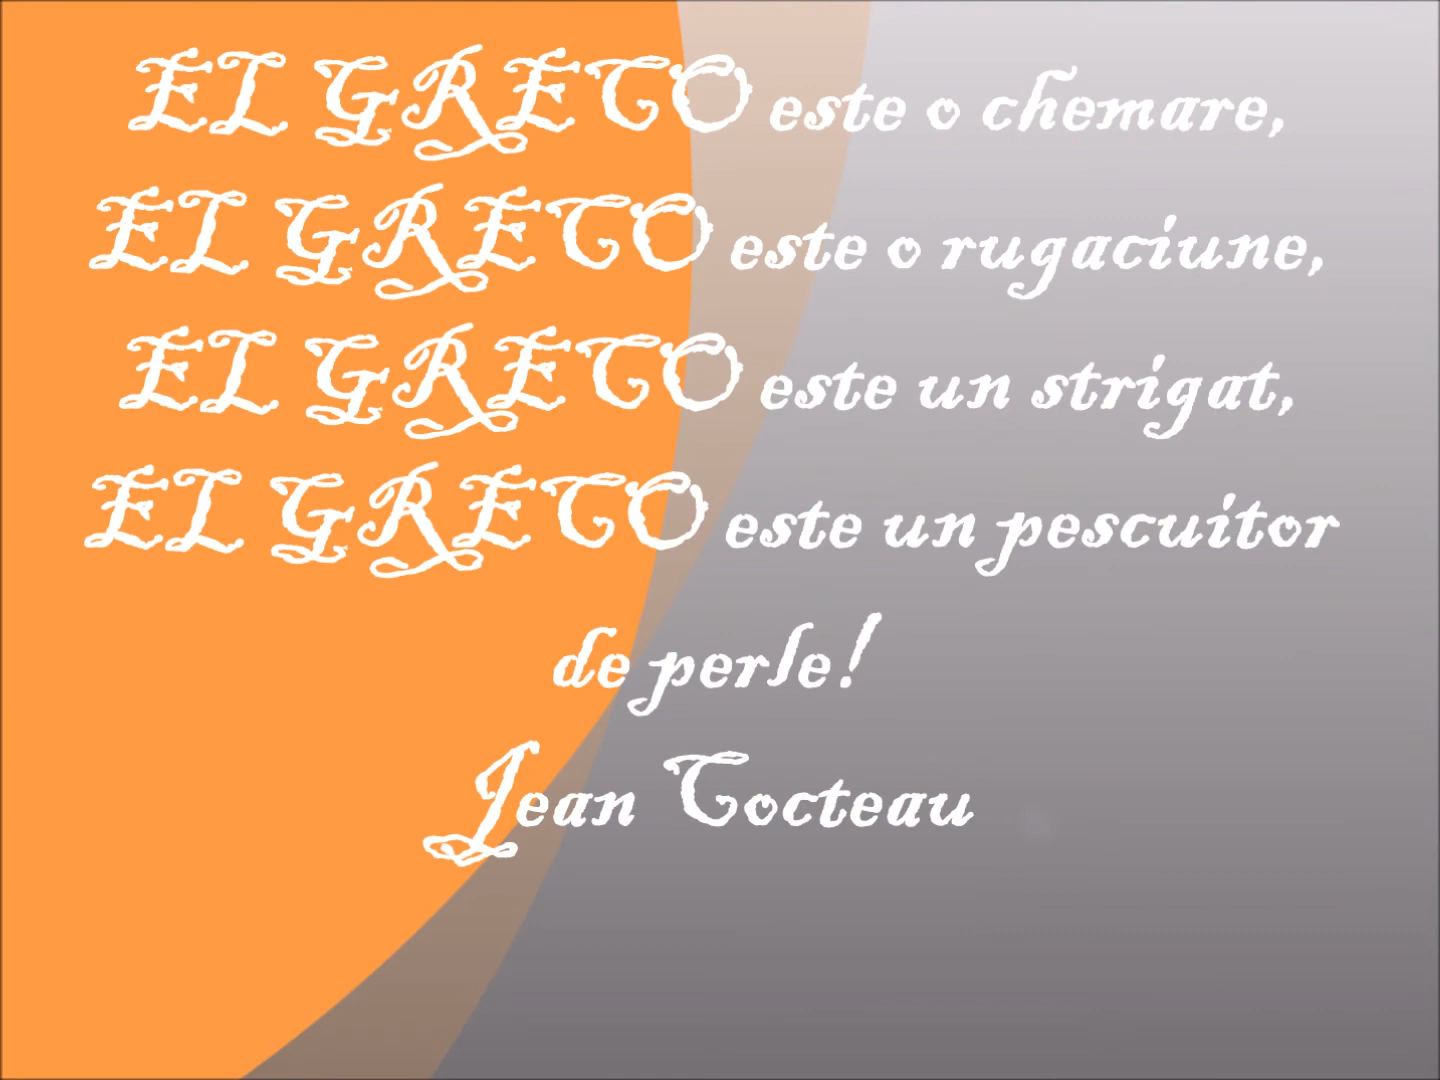 EL GRECO este o chemare,
EL GRECO este o rugaciune,
EL GRECO este un strigat,
EL GRECO este un pescuitor
de perle!
Jean Cocteau